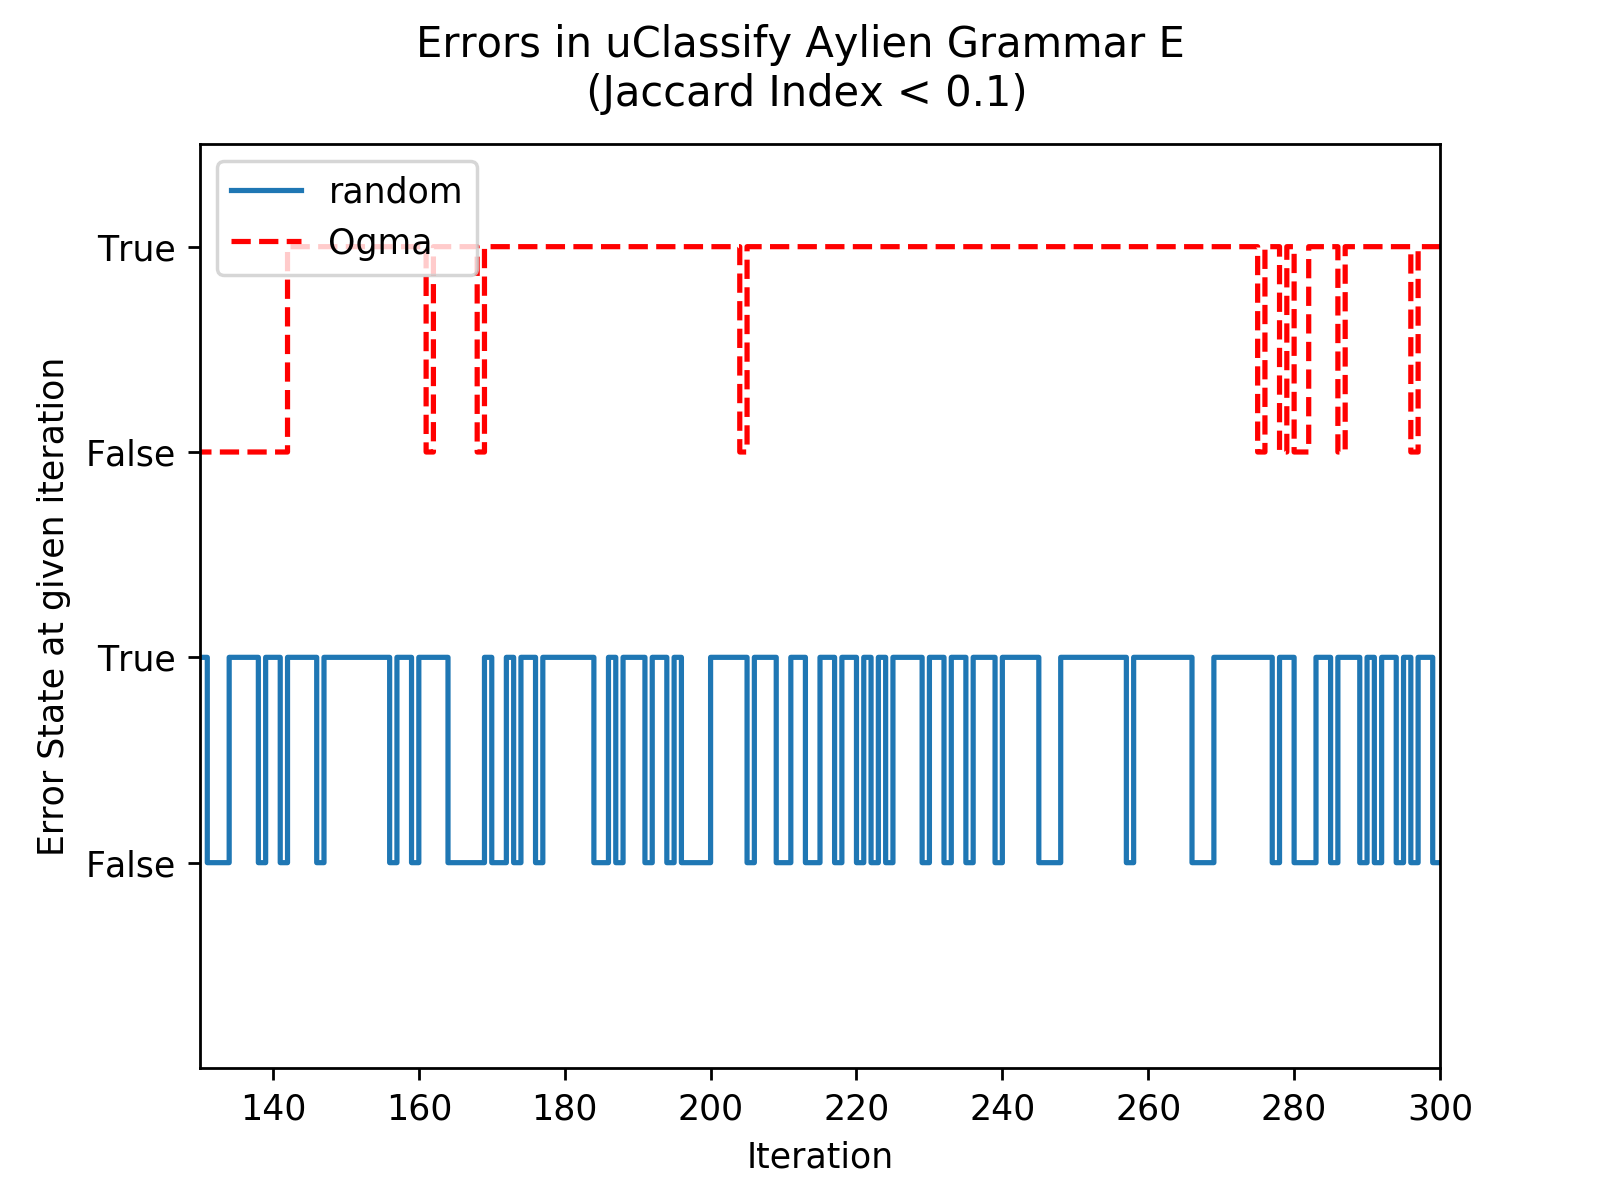 Errors in uClassify Aylien Grammar E
(Jaccard Index < 0.1)
random
Ogma
True
False
True
False
Error State at given iteration
140 160 180 200 220 240 260 280 300
Iteration